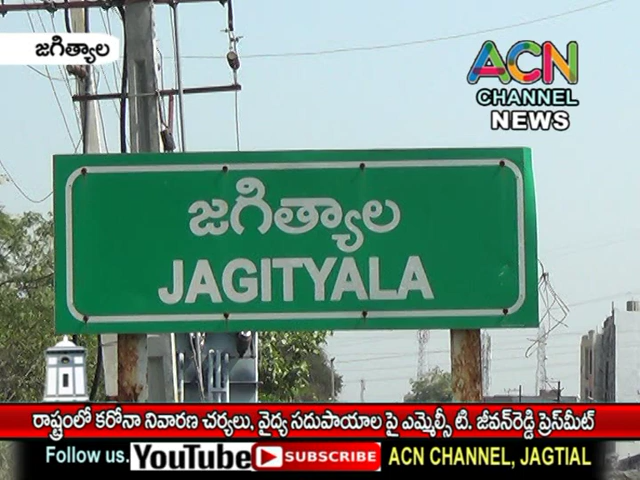 జగిత్యాల
ACN
CHANNEL
NEWS
జగిత్యాల
JAGITYALA
రాష్ట్రంలో కరోనా నివారణ చర్యలు, వైద్య సదుపాయాల పై ఎమ్మెల్సీ టి. జీవన్‌రెడ్డి ప్రెస్‌మీట్
Follow us. YouTube SUBSCRIBE ACN CHANNEL, JAGTIAL